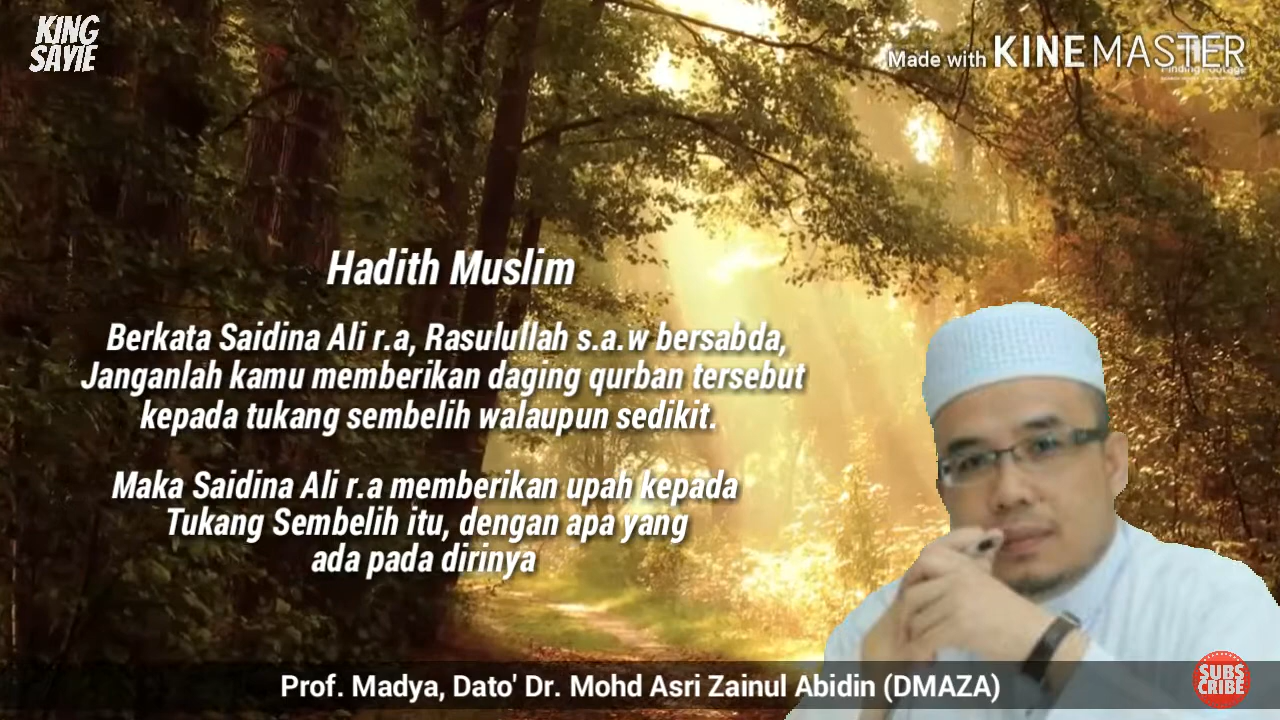 KING
SAVIE
Made with KINEMASTER
Hadith Muslim
Berkata Saidina Ali r.a, Rasulullah s.a.w bersabda,
Janganlah kamu memberikan daging qurban tersebut
kepada tukang sembelih walaupun sedikit.
Maka Saidina Ali r.a memberikan upah kepada
Tukang Sembelih itu, dengan apa yang
ada pada dirinya
Prof. Madya, Dato' Dr. Mohd Asri Zainul Abidin (DMAZA)
SUBS
CRIBE